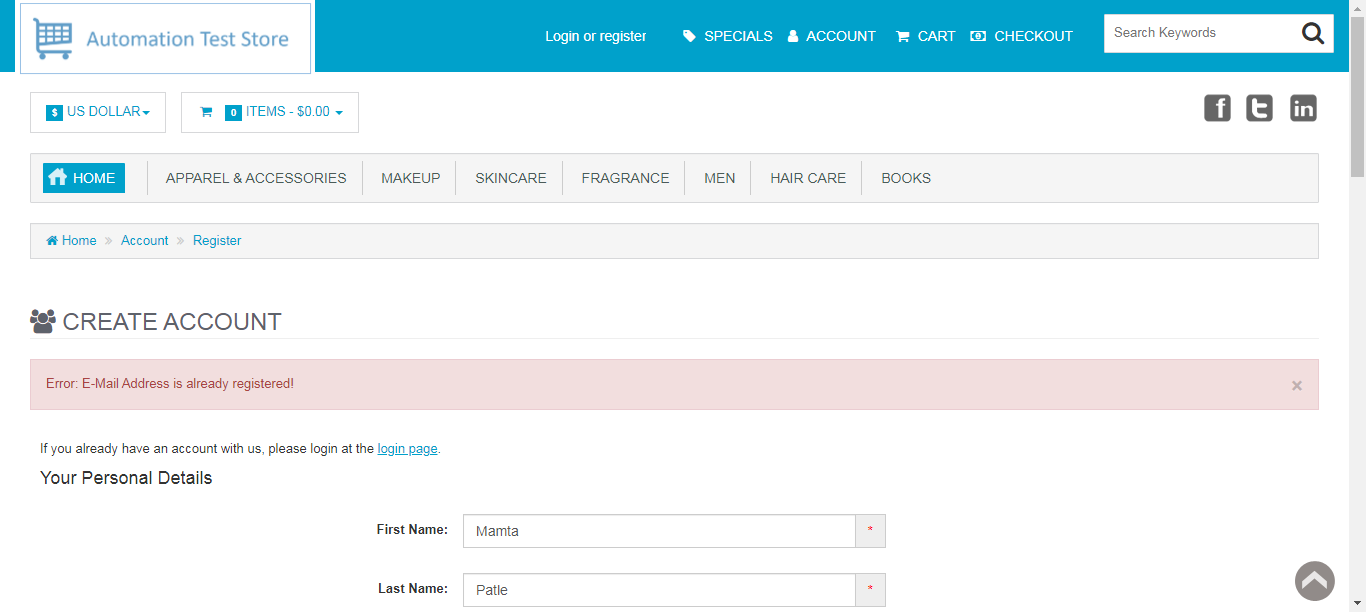 Automation Test Store
Login or register SPECIALS ACCOUNT CART CHECKOUT
Search Keywords
$ US DOLLAR
0 ITEMS - $0.00
f t in
HOME APPAREL & ACCESSORIES MAKEUP SKINCARE FRAGRANCE MEN HAIR CARE BOOKS
Home » Account » Register
CREATE ACCOUNT
Error: E-Mail Address is already registered! ×
If you already have an account with us, please login at the login page.
Your Personal Details
First Name: Mamta *
Last Name: Patle *